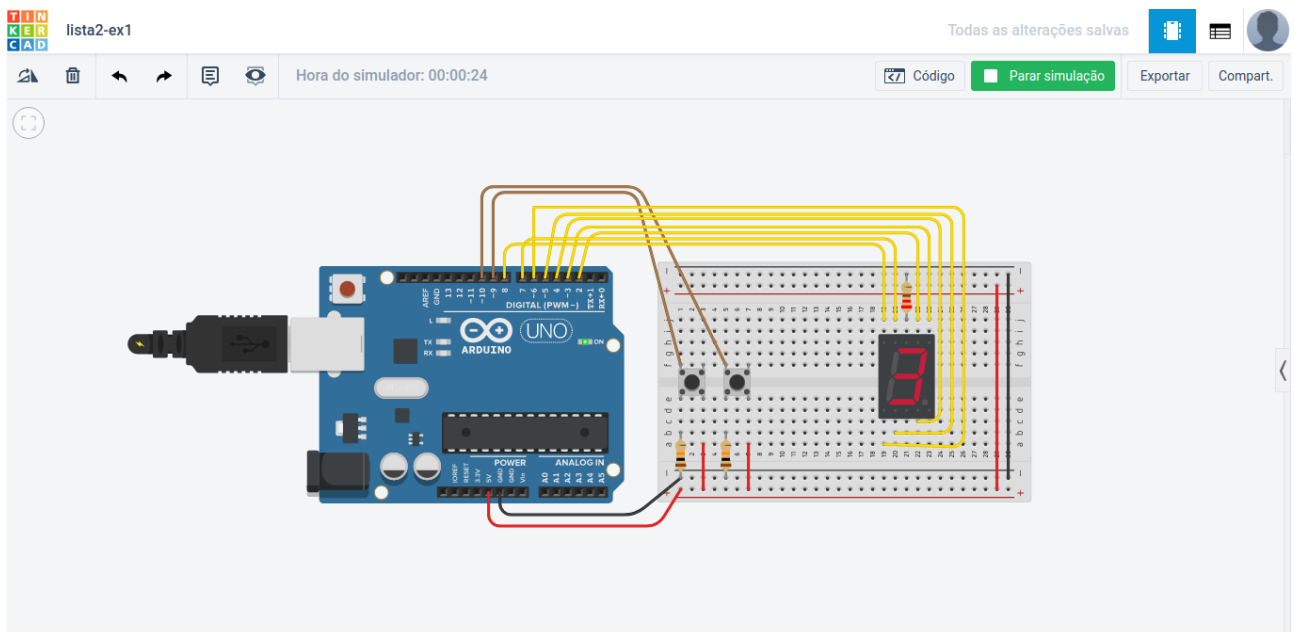 TINKERCAD
lista2-ex1
Todas as alterações salvas
Hora do simulador: 00:00:24
Código
Parar simulação
Exportar
Compart.
AREF
GND
13
12
~11
~10
~9
8
7
~6
~5
4
~3
2
TX→1
RX←0
DIGITAL (PWM~)
L
TX
RX
ARDUINO
UNO
ON
POWER
ANALOG IN
IOREF
RESET
3.3V
5V
GND
GND
Vin
A0
A1
A2
A3
A4
A5
3